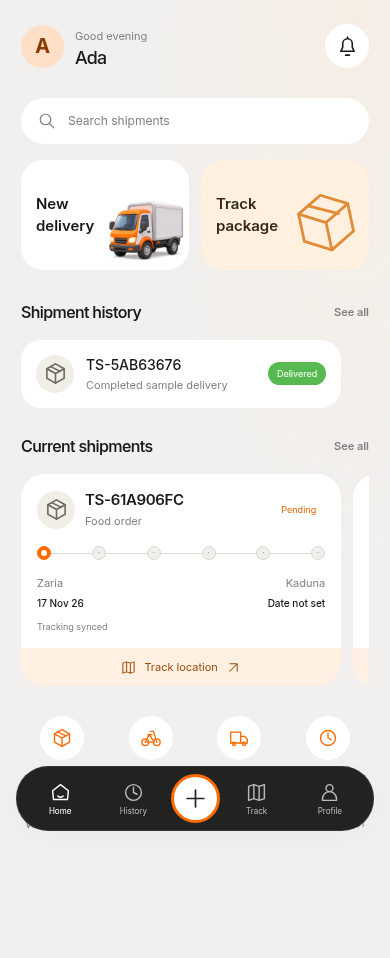 A
Good evening
Ada
Search shipments
New
delivery
Track
package
Shipment history
See all
TS-5AB63676
Completed sample delivery
Delivered
Current shipments
See all
TS-61A906FC
Food order
Pending
Zaria
Kaduna
17 Nov 26
Date not set
Tracking synced
Track location
Home
History
Track
Profile